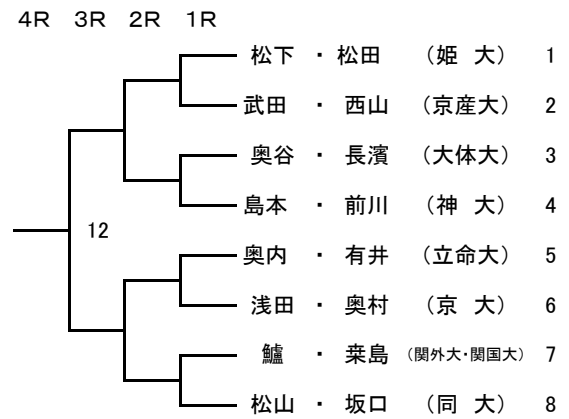 4R 3R 2R 1R
松下 ・ 松田 （姫 大） 1
武田 ・ 西山 （京産大） 2
奥谷 ・ 長濱 （大体大） 3
島本 ・ 前川 （神 大） 4
12
奥内 ・ 有井 （立命大） 5
浅田 ・ 奥村 （京 大） 6
鱸 ・ 桒島 （関外大・関国大） 7
松山 ・ 坂口 （同 大） 8